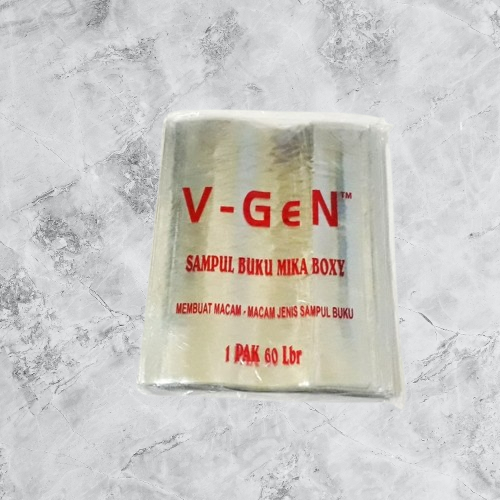 V-GeN™
SAMPUL BUKU MIKA BOXY
MEMBUAT MACAM - MACAM JENIS SAMPUL BUKU
1 PAK 60 Lbr